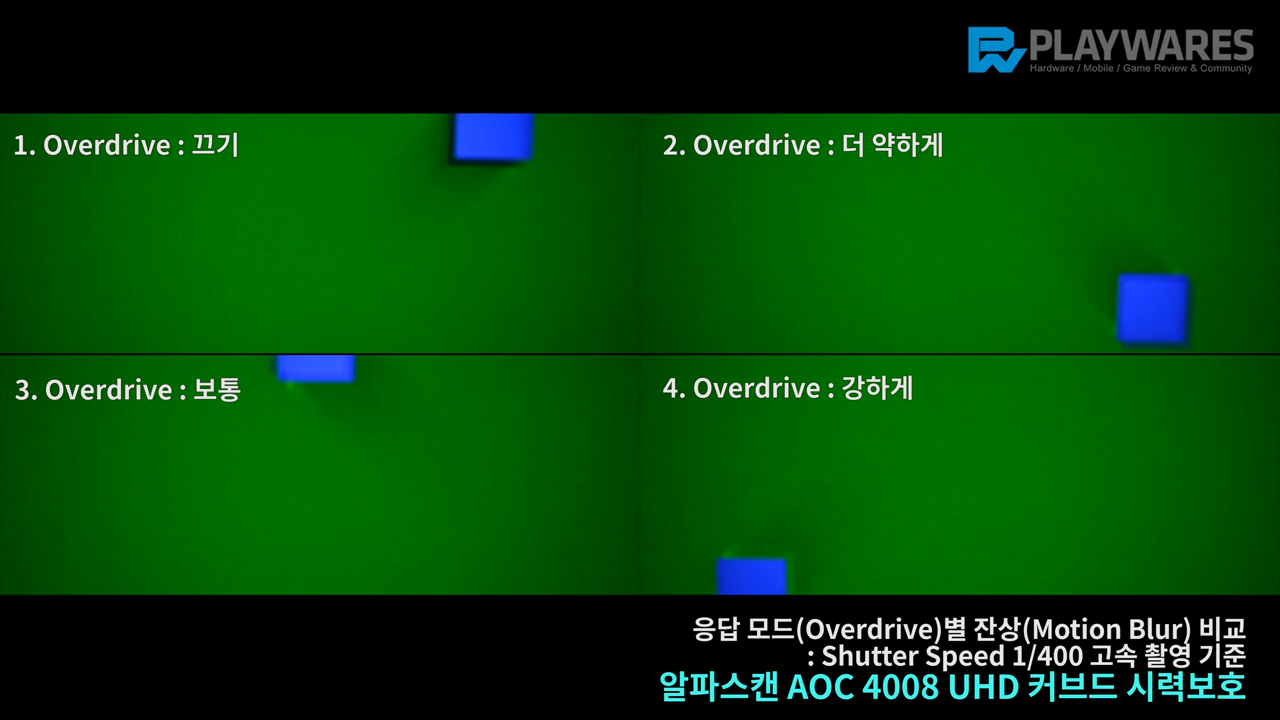 PLAYWARES
Hardware / Mobile / Game Review & Community
1. Overdrive : 끄기
2. Overdrive : 더 약하게
3. Overdrive : 보통
4. Overdrive : 강하게
응답 모드(Overdrive)별 잔상(Motion Blur) 비교
: Shutter Speed 1/400 고속 촬영 기준
알파스캔 AOC 4008 UHD 커브드 시력보호